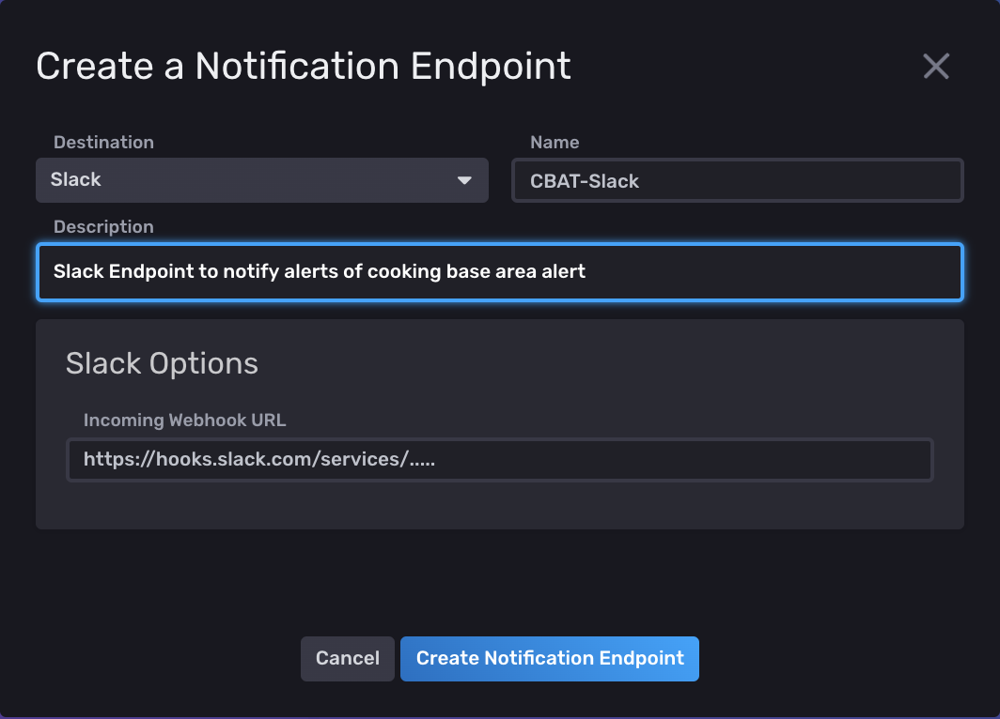 Create a Notification Endpoint
Destination
Name
Slack
CBAT-Slack
Description
Slack Endpoint to notify alerts of cooking base area alert
Slack Options
Incoming Webhook URL
https://hooks.slack.com/services/.....
Cancel
Create Notification Endpoint